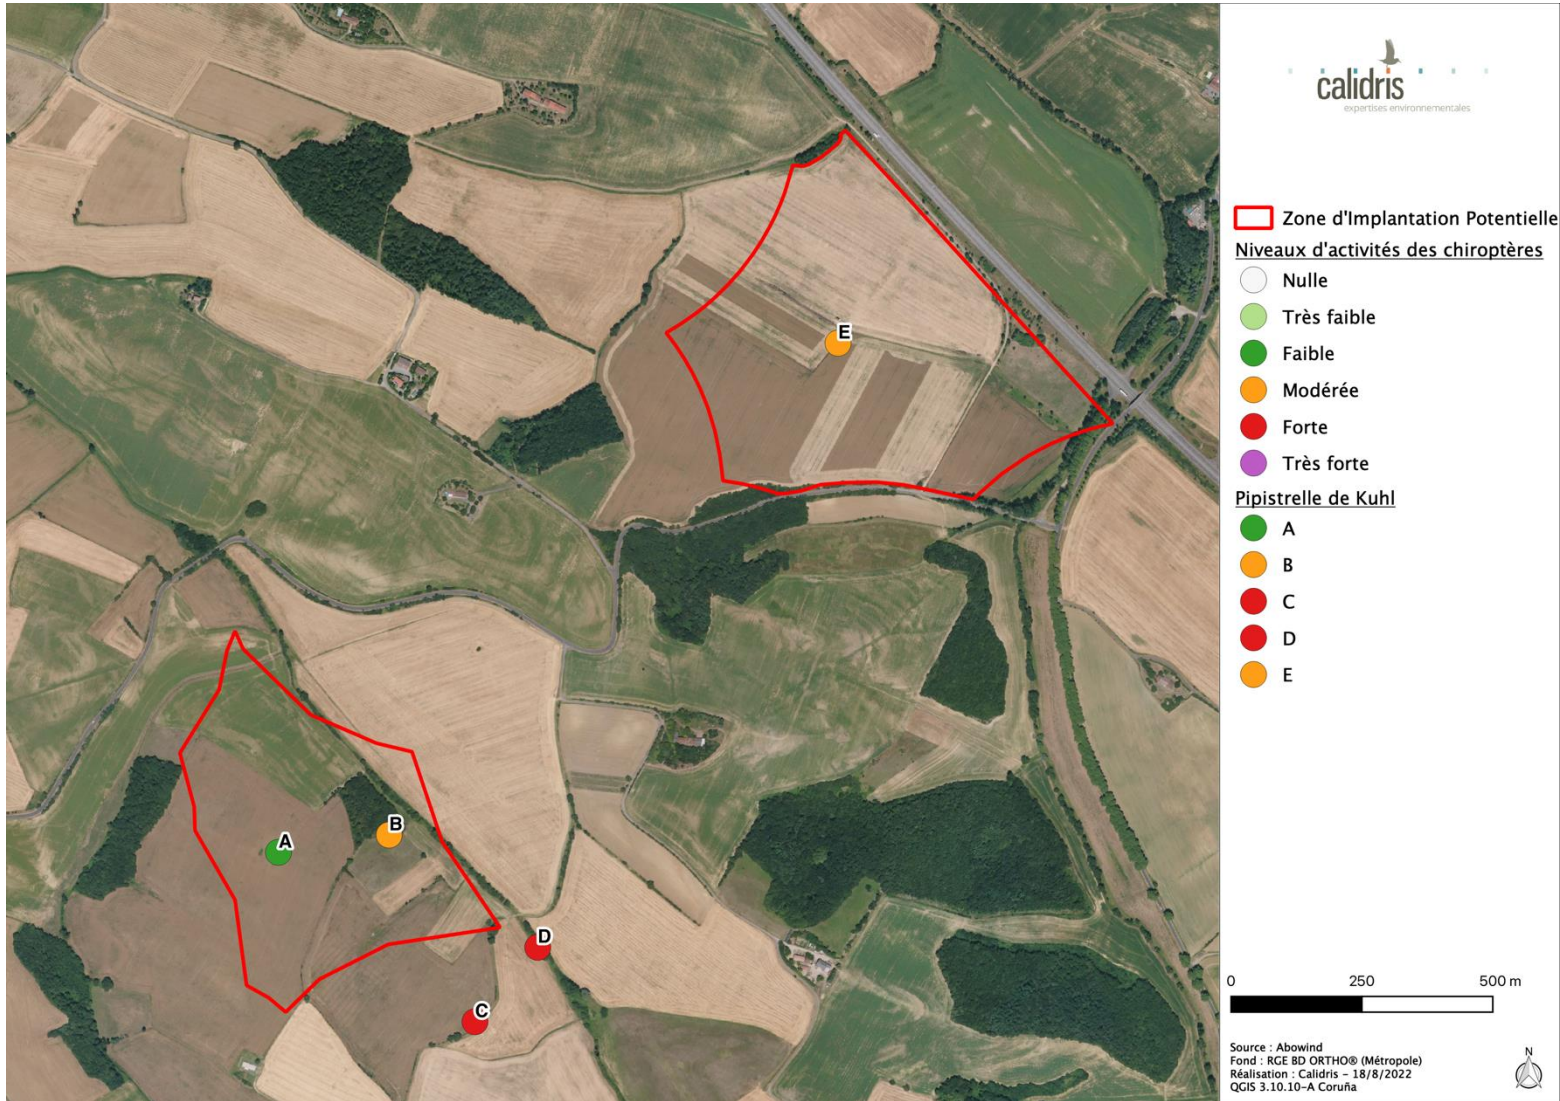 calidris
expertises environnementales
Zone d'Implantation Potentielle
Niveaux d'activités des chiroptères
Nulle
Très faible
Faible
Modérée
Forte
Très forte
Pipistrelle de Kuhl
A
B
C
D
E
E
A
B
D
C
0 250 500 m
Source : Abowind
Fond : RGE BD ORTHO® (Métropole)
Réalisation : Calidris - 18/8/2022
QGIS 3.10.10-A Coruña
N